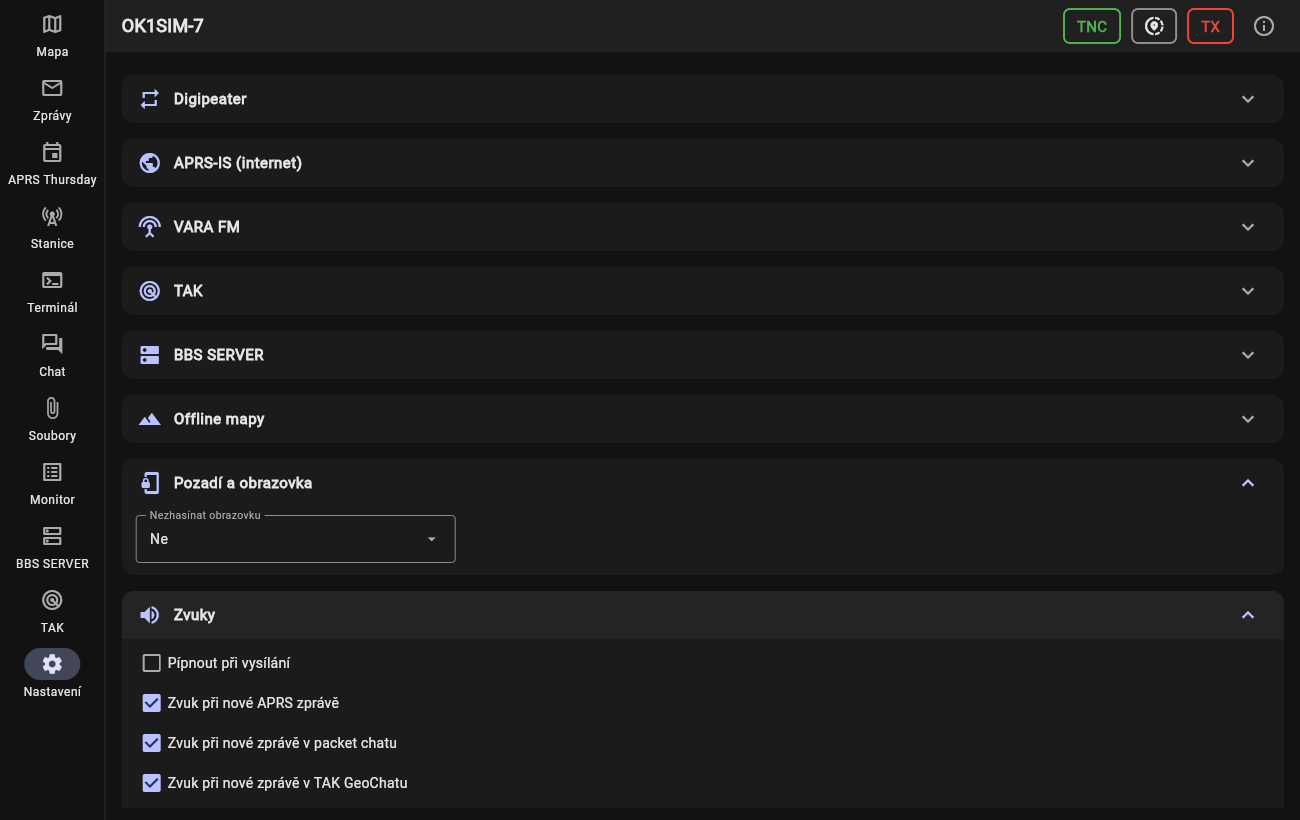 OK1SIM-7
TNC
TX
Mapa
Zprávy
APRS Thursday
Stanice
Terminál
Chat
Soubory
Monitor
BBS SERVER
TAK
Nastavení
Digipeater
APRS-IS (internet)
VARA FM
TAK
BBS SERVER
Offline mapy
Pozadí a obrazovka
Nezhasínat obrazovku
Ne
Zvuky
Pípnout při vysílání
Zvuk při nové APRS zprávě
Zvuk při nové zprávě v packet chatu
Zvuk při nové zprávě v TAK GeoChatu